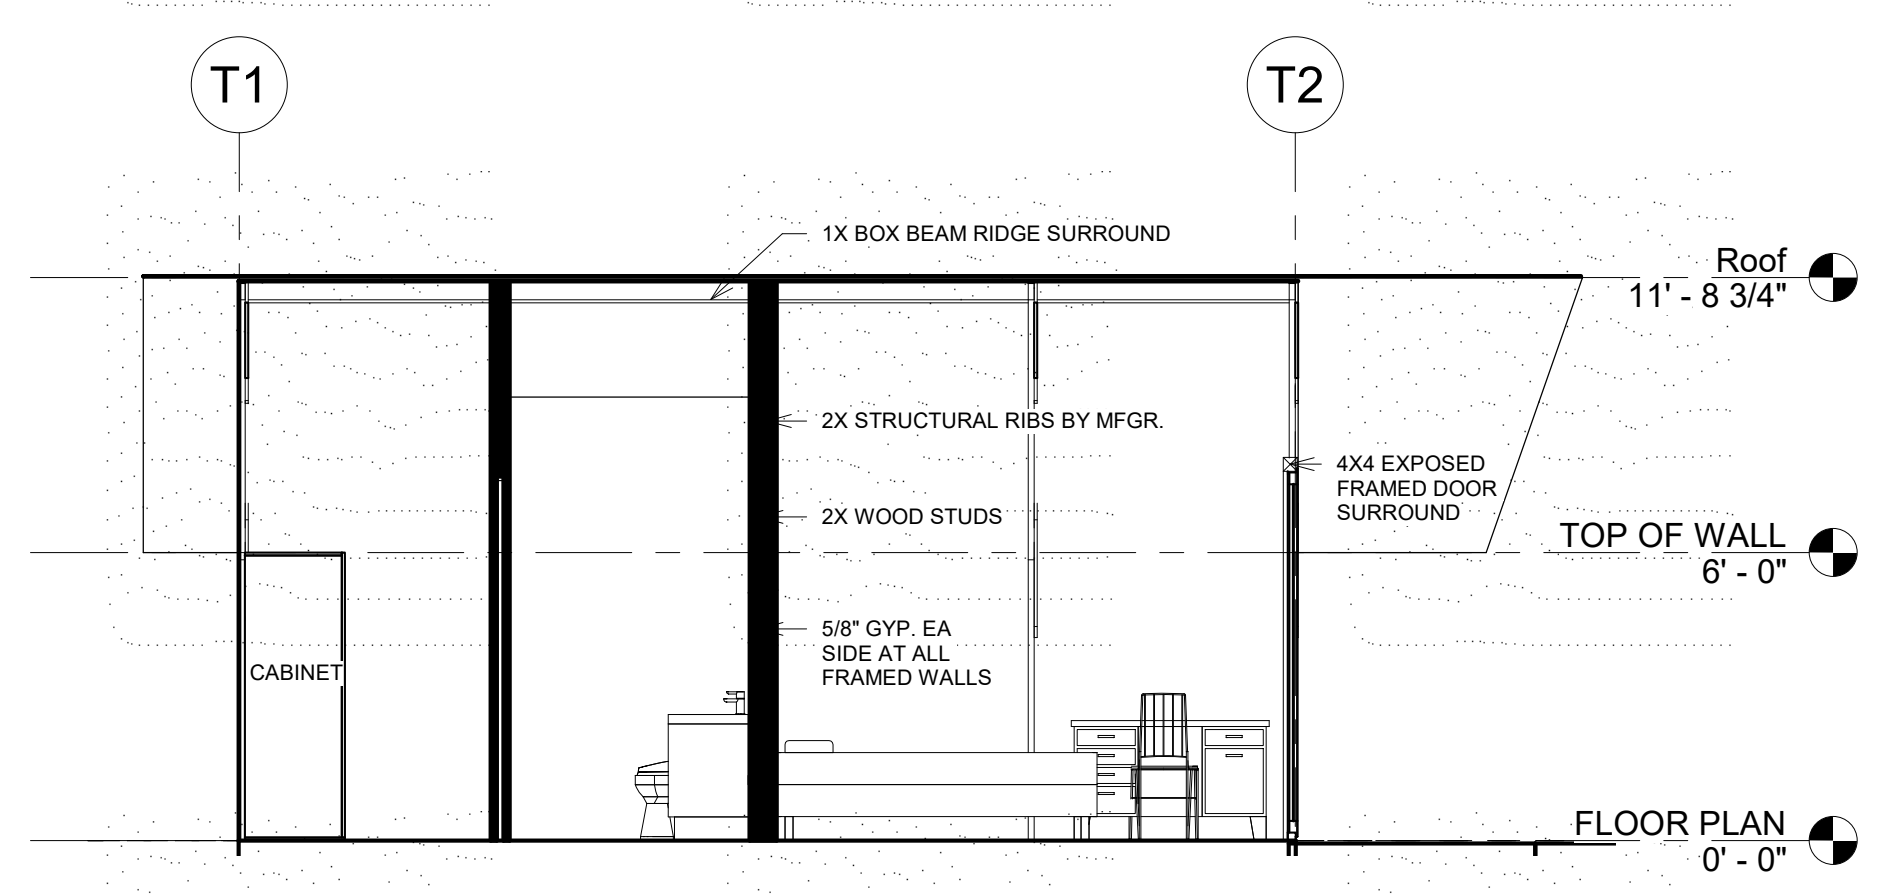 T1
T2
1X BOX BEAM RIDGE SURROUND
Roof
11' - 8 3/4"
2X STRUCTURAL RIBS BY MFGR.
4X4 EXPOSED
FRAMED DOOR
SURROUND
2X WOOD STUDS
TOP OF WALL
6' - 0"
5/8" GYP. EA
SIDE AT ALL
FRAMED WALLS
CABINET
FLOOR PLAN
0' - 0"